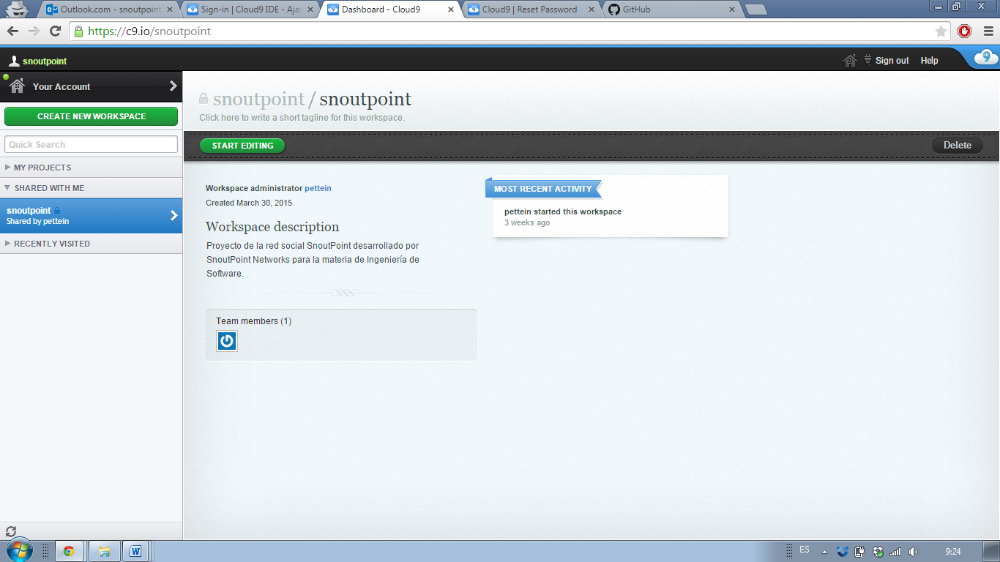 Outlook.com - snoutpoint
Sign-in | Cloud9 IDE - Aja
Dashboard - Cloud9
Cloud9 | Reset Password
GitHub
https://c9.io/snoutpoint
snoutpoint
Sign out
Help
9
Your Account
CREATE NEW WORKSPACE
Quick Search
MY PROJECTS
SHARED WITH ME
snoutpoint
Shared by pettein
RECENTLY VISITED
snoutpoint / snoutpoint
Click here to write a short tagline for this workspace.
START EDITING
Delete
Workspace administrator pettein
Created March 30, 2015
Workspace description
Proyecto de la red social SnoutPoint desarrollado por
SnoutPoint Networks para la materia de Ingeniería de
Software.
Team members (1)
MOST RECENT ACTIVITY
pettein started this workspace
3 weeks ago
ES
9:24